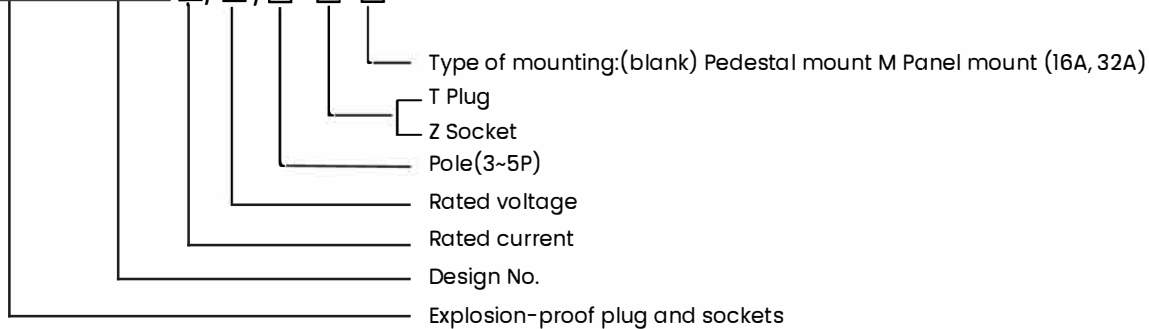 Type of mounting:(blank) Pedestal mount M Panel mount (16A, 32A)
T Plug
Z Socket
Pole(3~5P)
Rated voltage
Rated current
Design No.
Explosion-proof plug and sockets